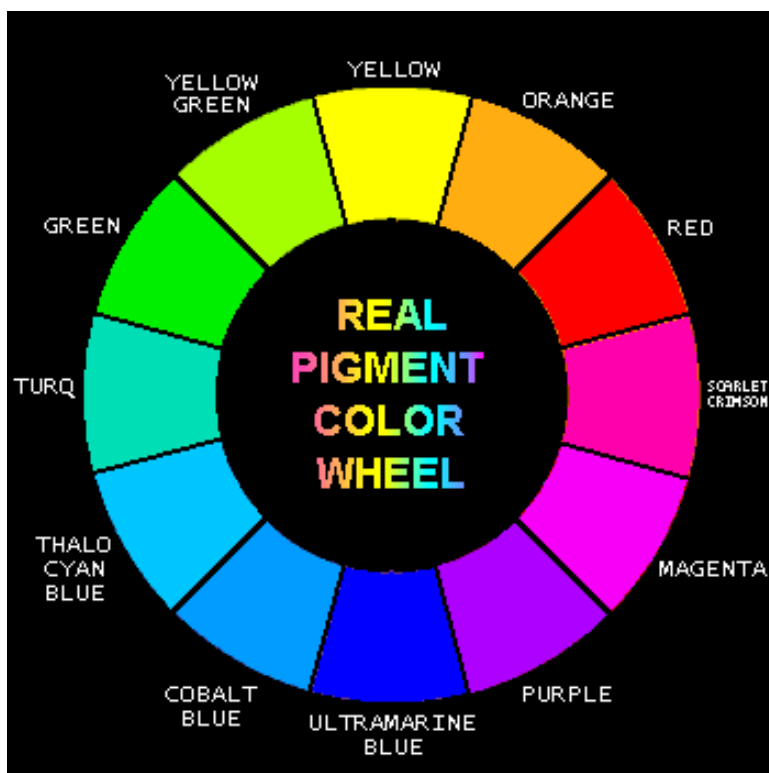 YELLOW
ORANGE
RED
SCARLET
CRIMSON
MAGENTA
PURPLE
ULTRAMARINE
BLUE
COBALT
BLUE
THALO
CYAN
BLUE
TURQ
GREEN
YELLOW
GREEN
REAL
PIGMENT
COLOR
WHEEL